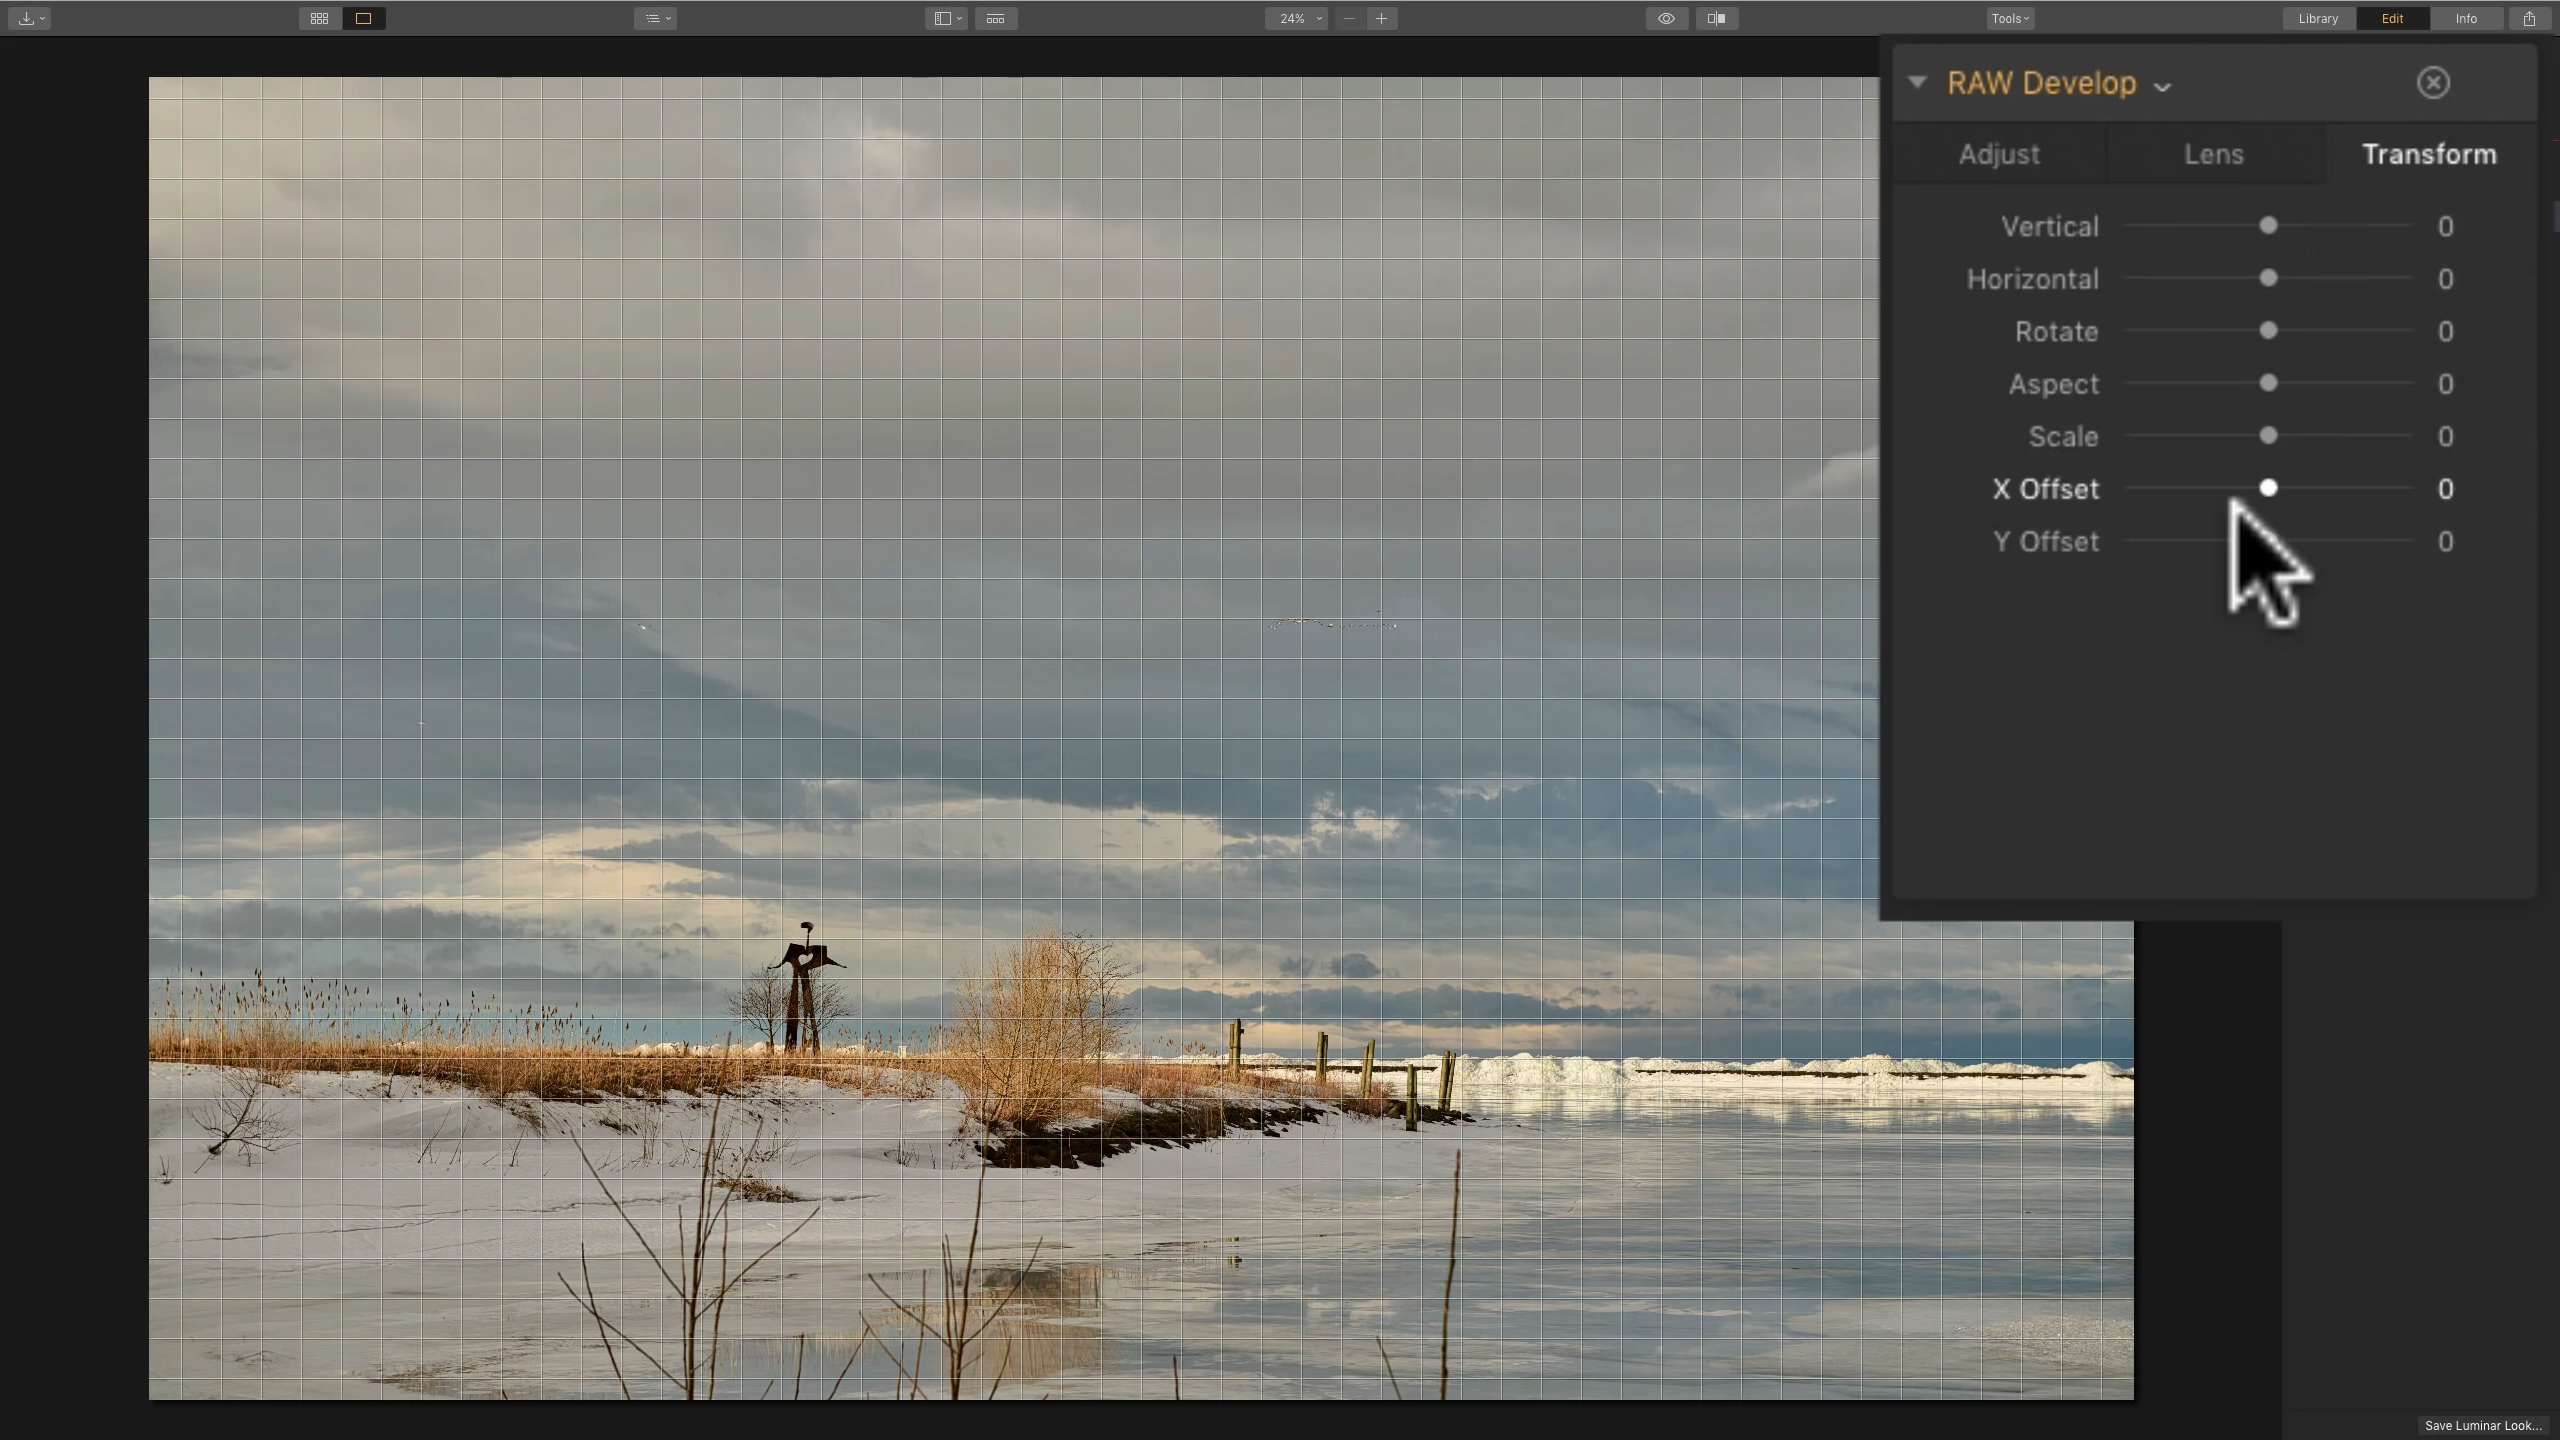 24%
Tools
Library
Edit
Info
RAW Develop
Adjust
Lens
Transform
Vertical 0
Horizontal 0
Rotate 0
Aspect 0
Scale 0
X Offset 0
Y Offset 0
Save Luminar Look...